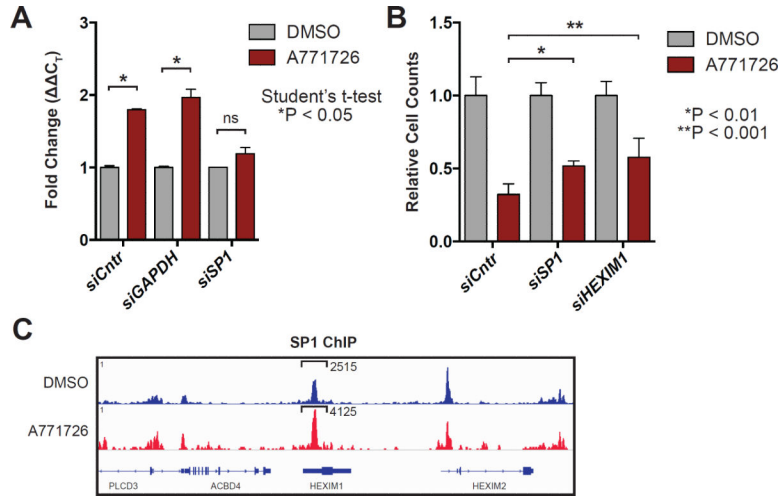 A
Fold Change (ΔΔC_T)
3
2
1
0
*
*
ns
siCntr
siGAPDH
siSP1
DMSO
A771726
Student's t-test
*P < 0.05
B
Relative Cell Counts
1.5
1.0
0.5
0.0
**
*
siCntr
siSP1
siHEXIM1
DMSO
A771726
*P < 0.01
**P < 0.001
C
SP1 ChIP
DMSO
1
2515
A771726
1
4125
PLCD3
ACBD4
HEXIM1
HEXIM2